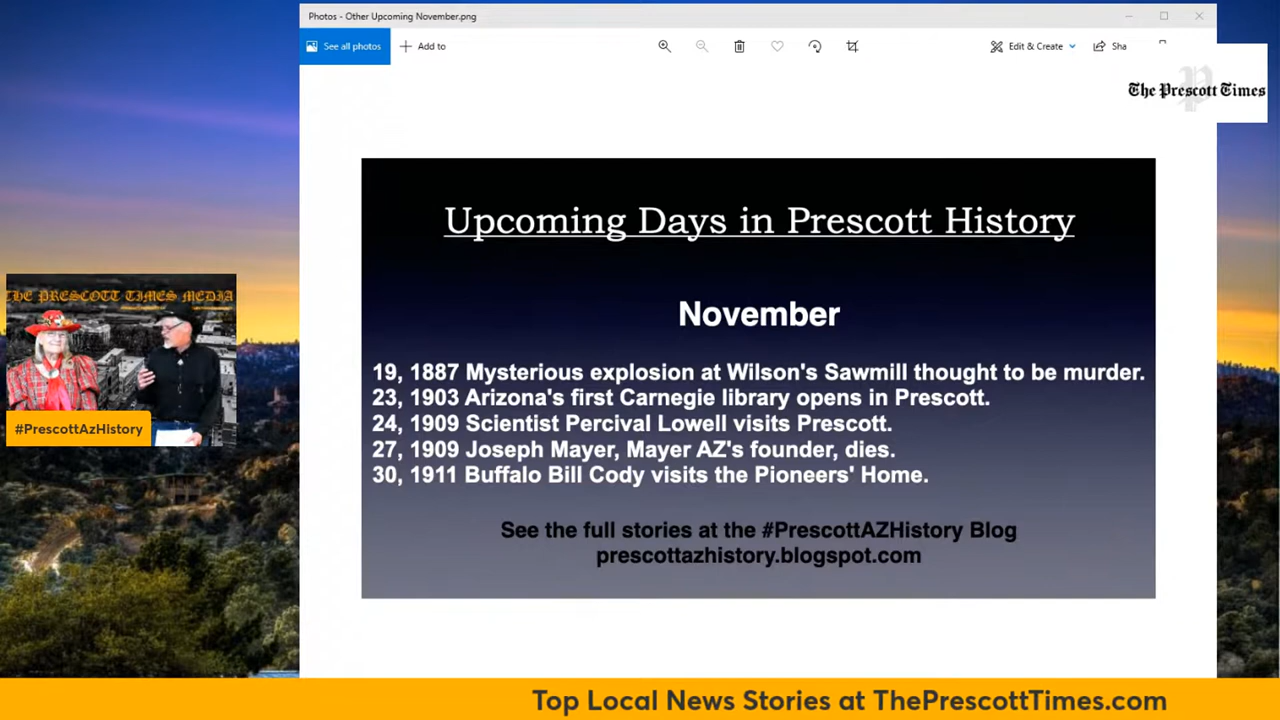 Photos - Other Upcoming November.png
See all photos
Add to
Edit & Create
Sha
The Prescott Times
Upcoming Days in Prescott History
November
19, 1887 Mysterious explosion at Wilson's Sawmill thought to be murder.
23, 1903 Arizona's first Carnegie library opens in Prescott.
24, 1909 Scientist Percival Lowell visits Prescott.
27, 1909 Joseph Mayer, Mayer AZ's founder, dies.
30, 1911 Buffalo Bill Cody visits the Pioneers' Home.
See the full stories at the #PrescottAZHistory Blog
prescottazhistory.blogspot.com
THE PRESCOTT TIMES MEDIA
#PrescottAzHistory
Top Local News Stories at ThePrescottTimes.com